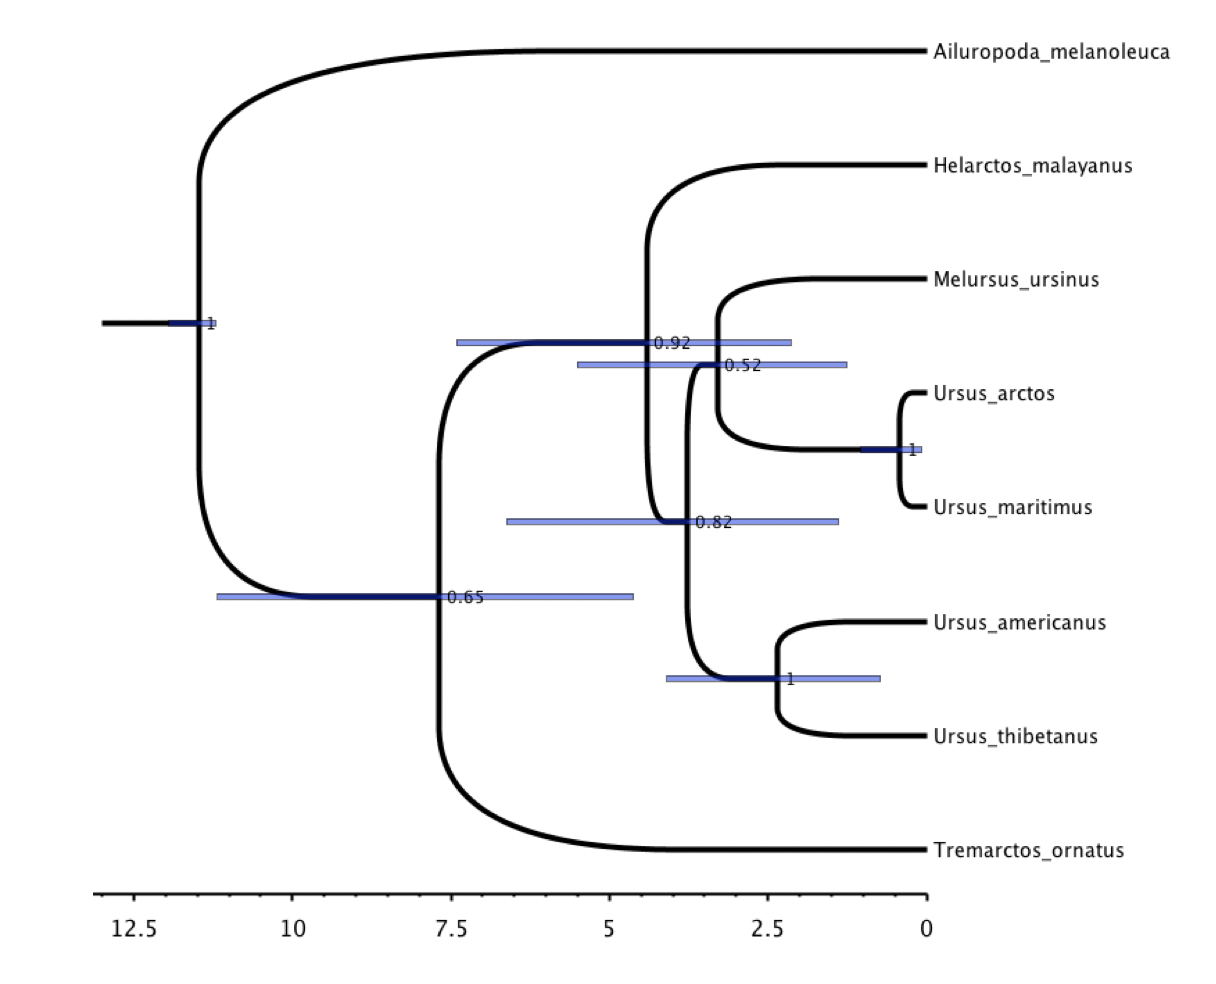 Ailuropoda_melanoleuca
Helarctos_malayanus
Melursus_ursinus
1
0.92
0.52
Ursus_arctos
1
Ursus_maritimus
0.82
0.65
Ursus_americanus
1
Ursus_thibetanus
Tremarctos_ornatus
12.5 10 7.5 5 2.5 0